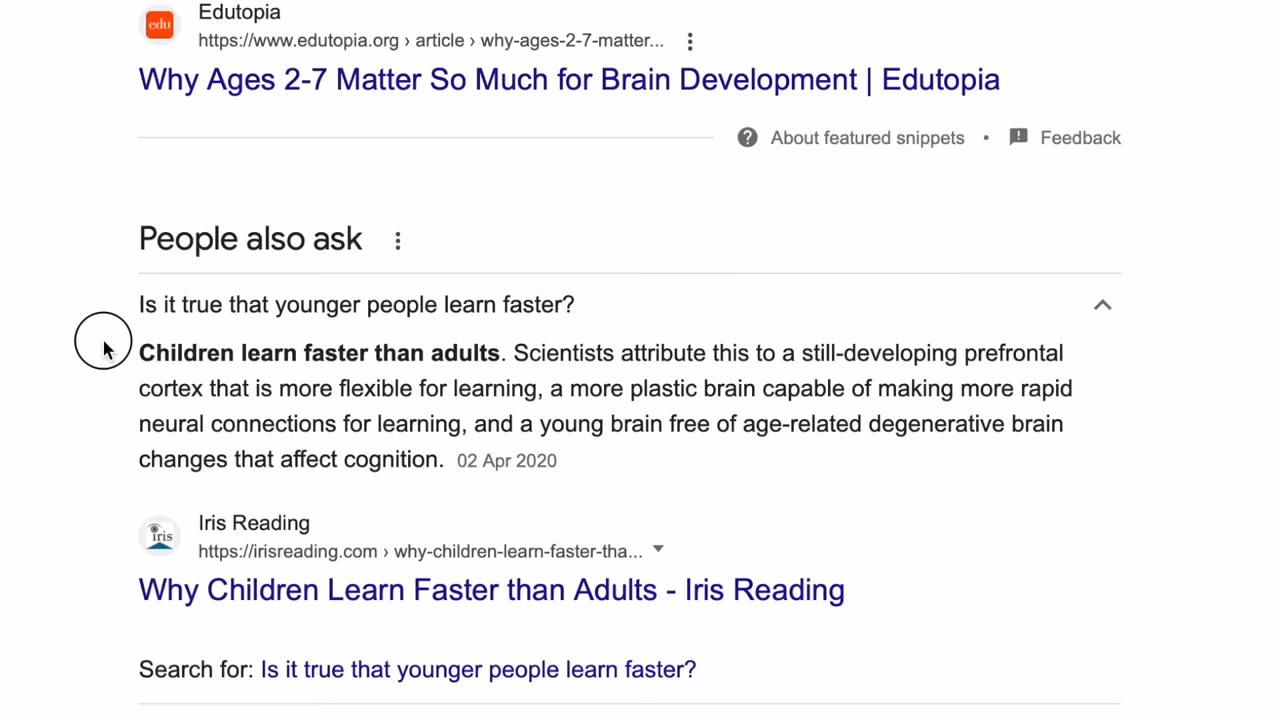 edu
Edutopia
https://www.edutopia.org › article › why-ages-2-7-matter...
Why Ages 2-7 Matter So Much for Brain Development | Edutopia
About featured snippets • Feedback
People also ask
Is it true that younger people learn faster?
Children learn faster than adults. Scientists attribute this to a still-developing prefrontal
cortex that is more flexible for learning, a more plastic brain capable of making more rapid
neural connections for learning, and a young brain free of age-related degenerative brain
changes that affect cognition. 02 Apr 2020
iris
Iris Reading
https://irisreading.com › why-children-learn-faster-tha...
Why Children Learn Faster than Adults - Iris Reading
Search for: Is it true that younger people learn faster?